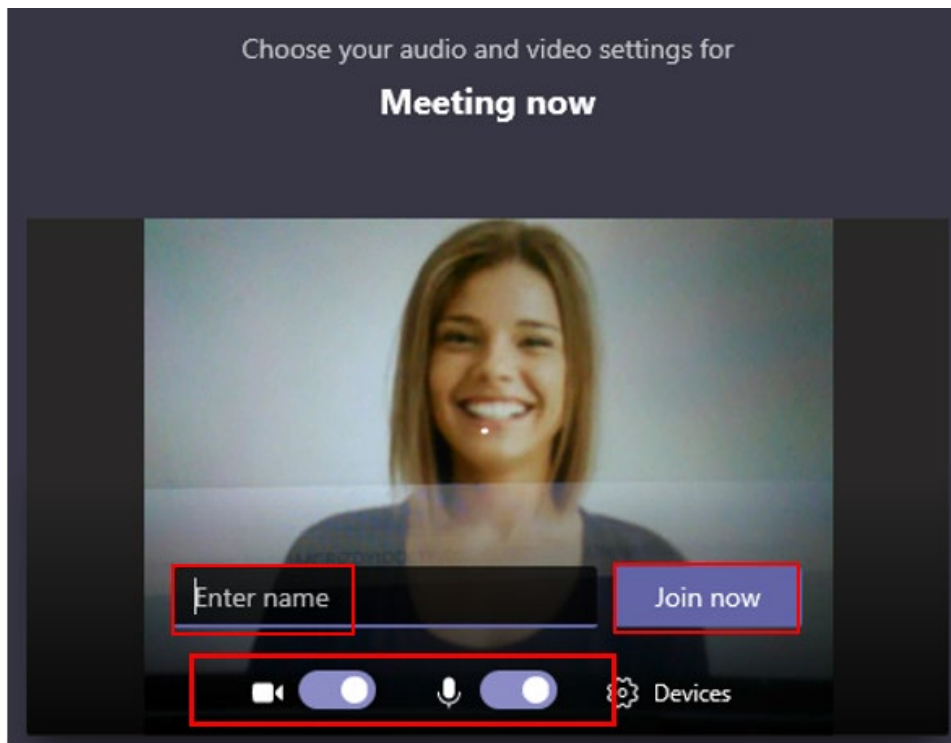 Choose your audio and video settings for
Meeting now
Enter name
Join now
Devices